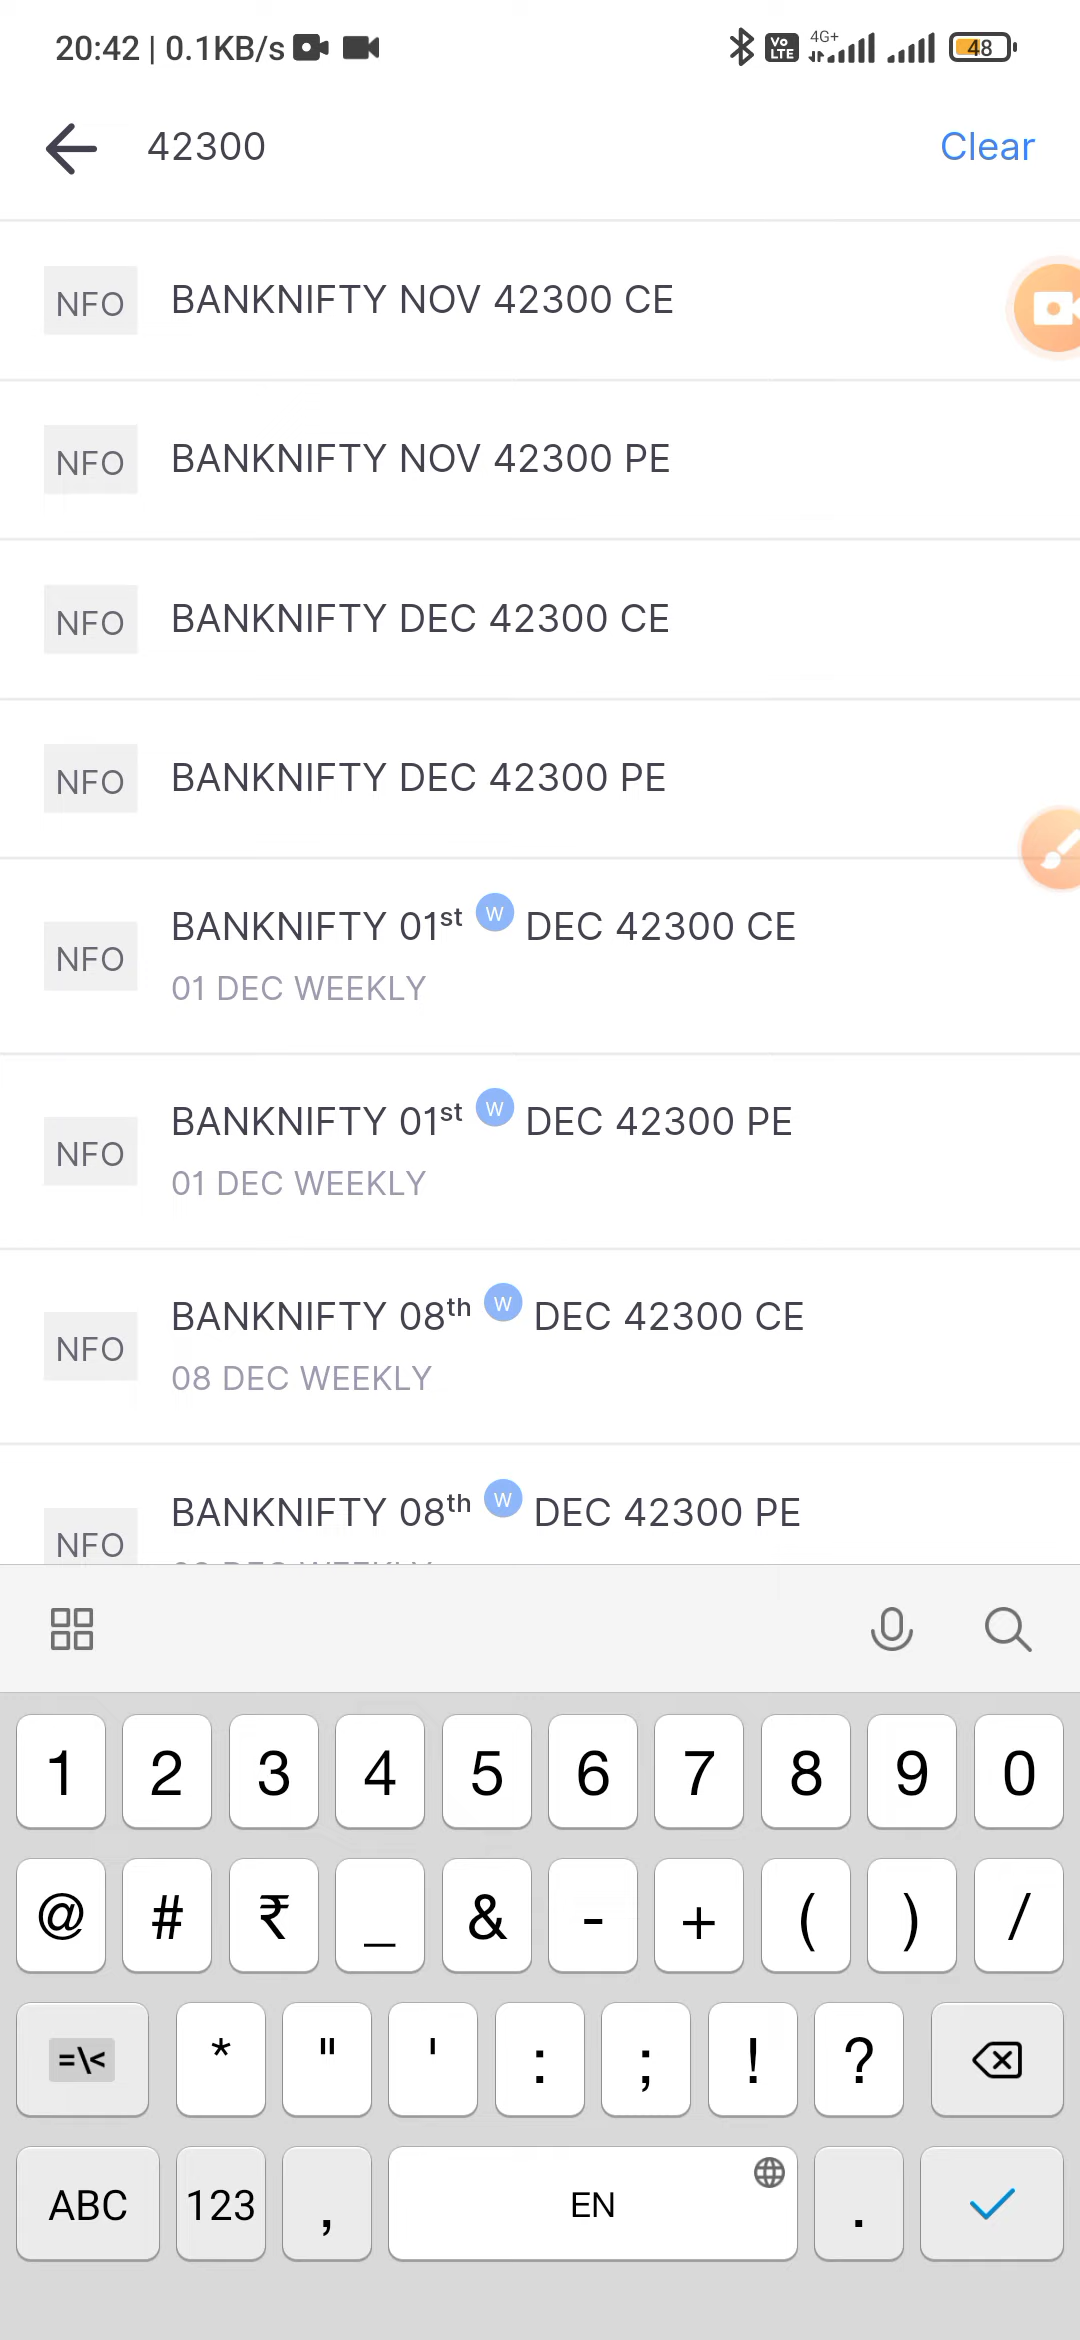 20:42 | 0.1KB/s Vo LTE 4G+ 48
42300 Clear
NFO BANKNIFTY NOV 42300 CE
NFO BANKNIFTY NOV 42300 PE
NFO BANKNIFTY DEC 42300 CE
NFO BANKNIFTY DEC 42300 PE
NFO BANKNIFTY 01st W DEC 42300 CE
01 DEC WEEKLY
NFO BANKNIFTY 01st W DEC 42300 PE
01 DEC WEEKLY
NFO BANKNIFTY 08th W DEC 42300 CE
08 DEC WEEKLY
NFO BANKNIFTY 08th W DEC 42300 PE
1 2 3 4 5 6 7 8 9 0
@ # ₹ _ & - + ( ) /
=\< * " ' : ; ! ?
ABC 123 , EN .